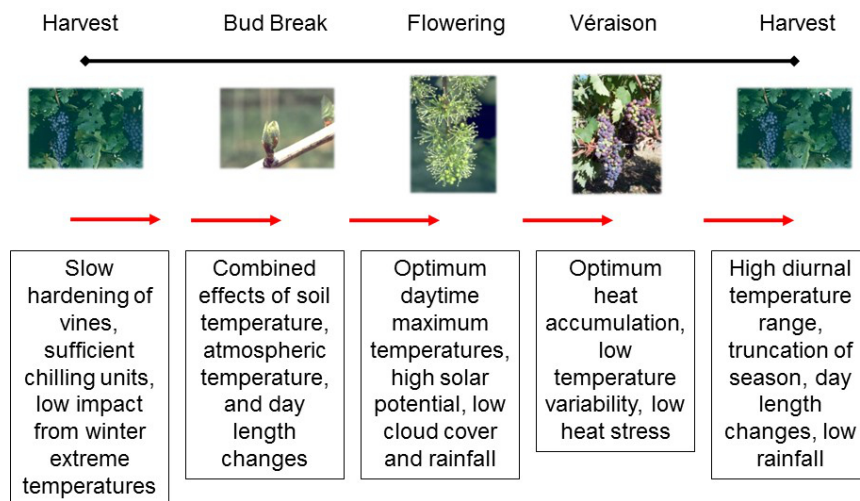 Harvest
Bud Break
Flowering
Véraison
Harvest
Slow
hardening of
vines,
sufficient
chilling units,
low impact
from winter
extreme
temperatures
Combined
effects of soil
temperature,
atmospheric
temperature,
and day
length
changes
Optimum
daytime
maximum
temperatures,
high solar
potential, low
cloud cover
and rainfall
Optimum
heat
accumulation,
low
temperature
variability, low
heat stress
High diurnal
temperature
range,
truncation of
season, day
length
changes, low
rainfall